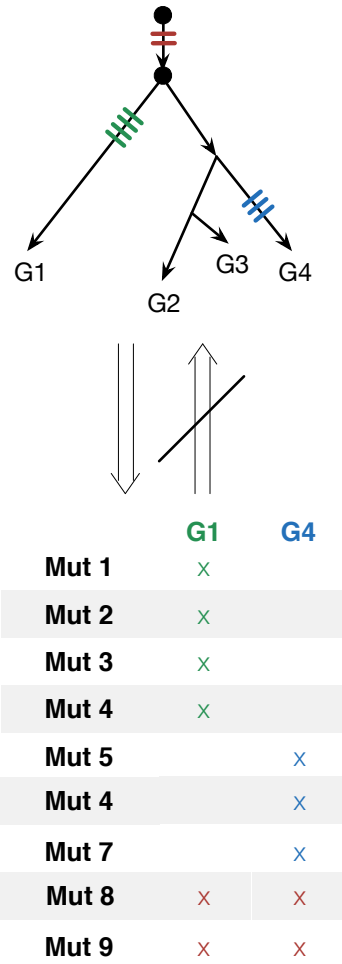 G1
G3
G4
G2
G1 G4
Mut 1 X
Mut 2 X
Mut 3 X
Mut 4 X
Mut 5 X
Mut 4 X
Mut 7 X
Mut 8 X X
Mut 9 X X